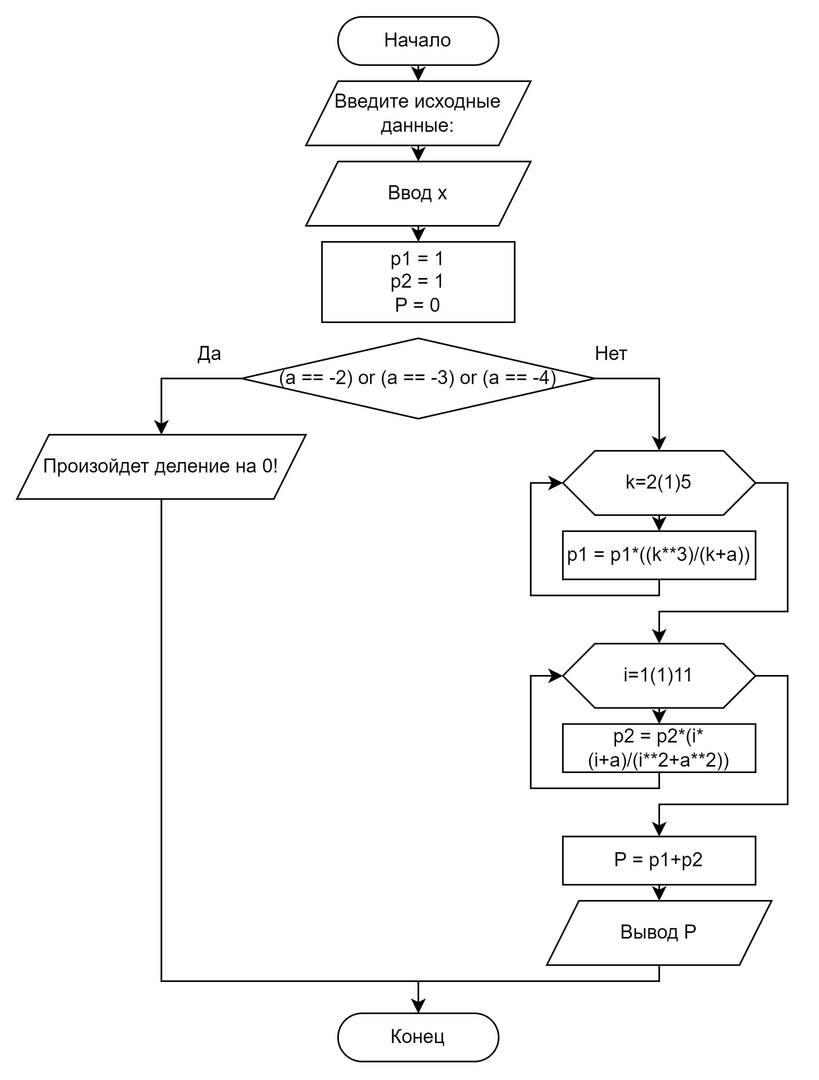 Начало
Введите исходные
данные:
Ввод x
p1 = 1
p2 = 1
P = 0
Да
Нет
(a == -2) or (a == -3) or (a == -4)
Произойдет деление на 0!
k=2(1)5
p1 = p1*((k**3)/(k+a))
i=1(1)11
p2 = p2*(i*
(i+a)/(i**2+a**2))
P = p1+p2
Вывод P
Конец